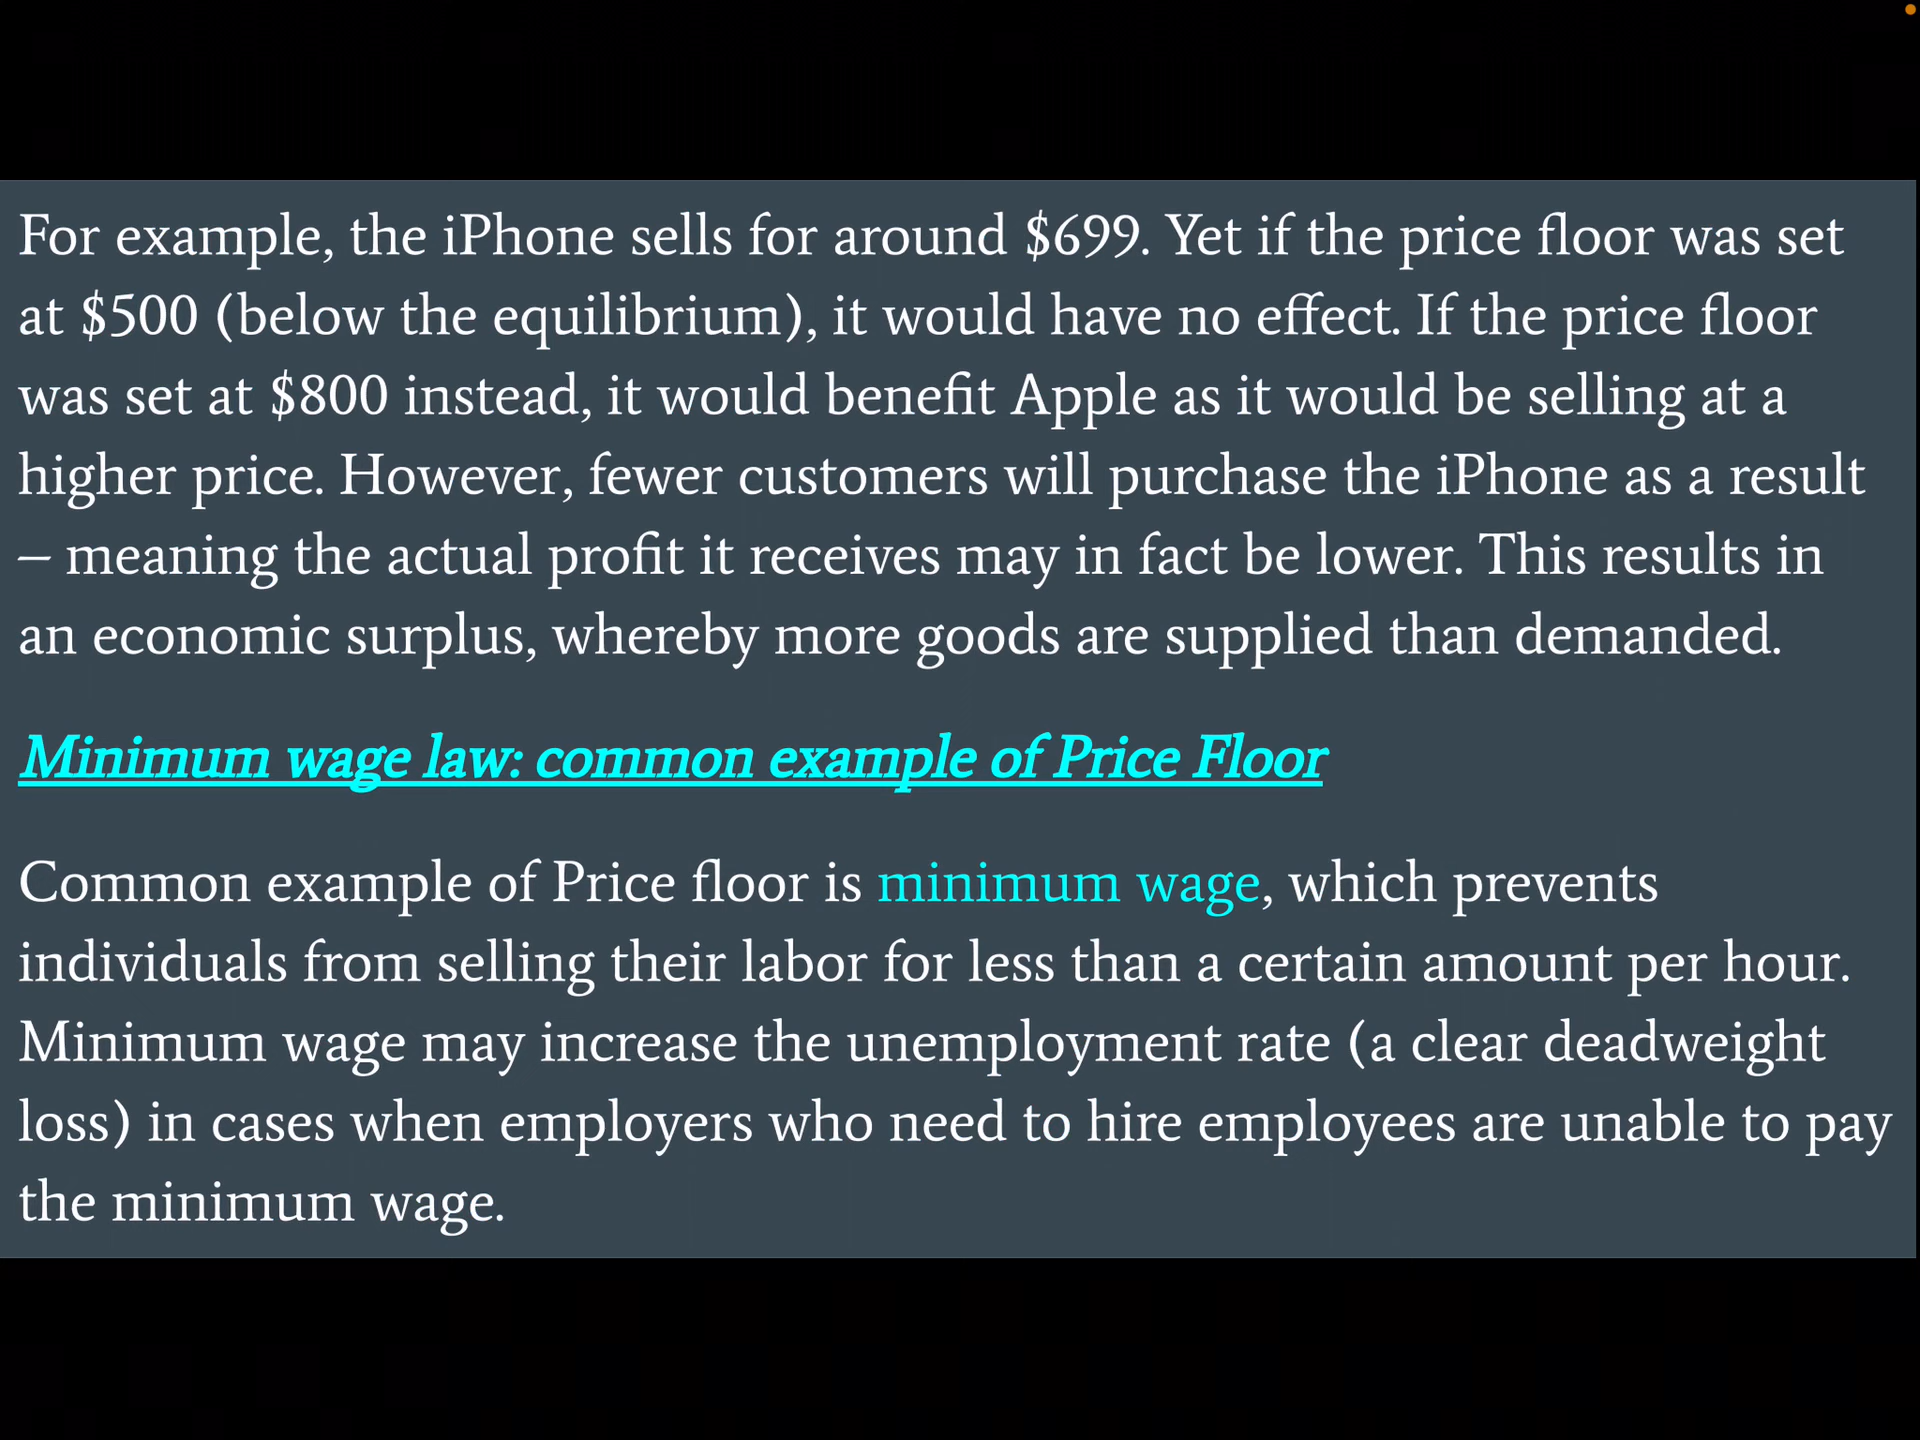 For example, the iPhone sells for around $699. Yet if the price floor was set
at $500 (below the equilibrium), it would have no effect. If the price floor
was set at $800 instead, it would benefit Apple as it would be selling at a
higher price. However, fewer customers will purchase the iPhone as a result
– meaning the actual profit it receives may in fact be lower. This results in
an economic surplus, whereby more goods are supplied than demanded.
Minimum wage law: common example of Price Floor
Common example of Price floor is minimum wage, which prevents
individuals from selling their labor for less than a certain amount per hour.
Minimum wage may increase the unemployment rate (a clear deadweight
loss) in cases when employers who need to hire employees are unable to pay
the minimum wage.